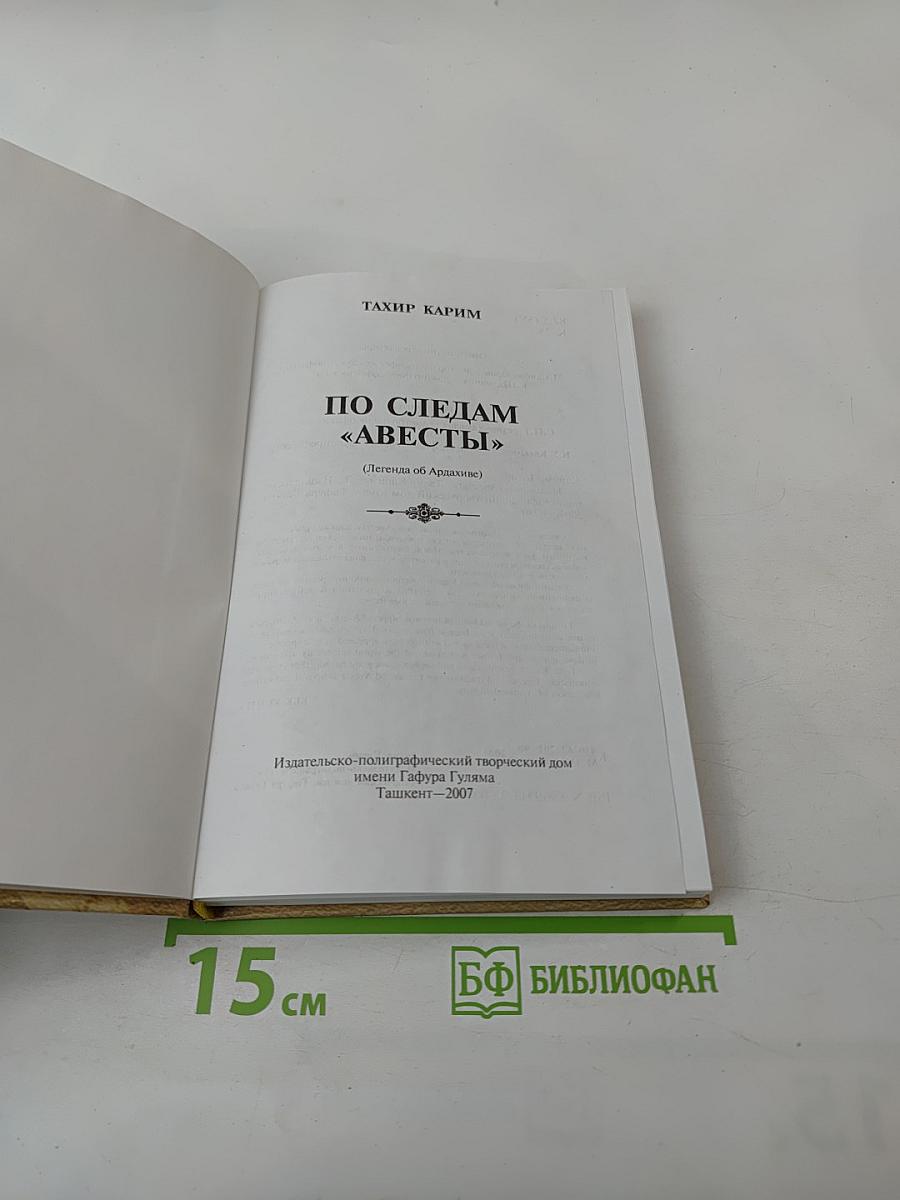 ТАХИР КАРИМ
ПО СЛЕДАМ
«АВЕСТЫ»
(Легенда об Ардахиве)
Издательско-полиграфический творческий дом
имени Гафура Гуляма
Ташкент—2007
15 см
БФ БИБЛИОФАН